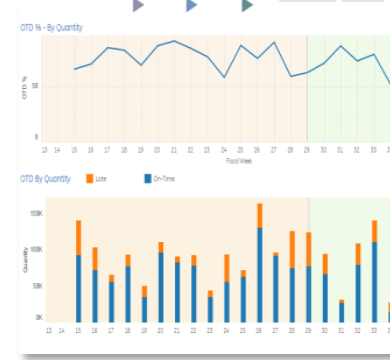 OTD % - By Quantity
OTD %
50
0
13 14 15 16 17 18 19 20 21 22 23 24 25 26 27 28 29 30 31 32 33
Fiscal Week
OTD By Quantity Late On-Time
Quantity
150K
100K
50K
0K
13 14 15 16 17 18 19 20 21 22 23 24 25 26 27 28 29 30 31 32 33